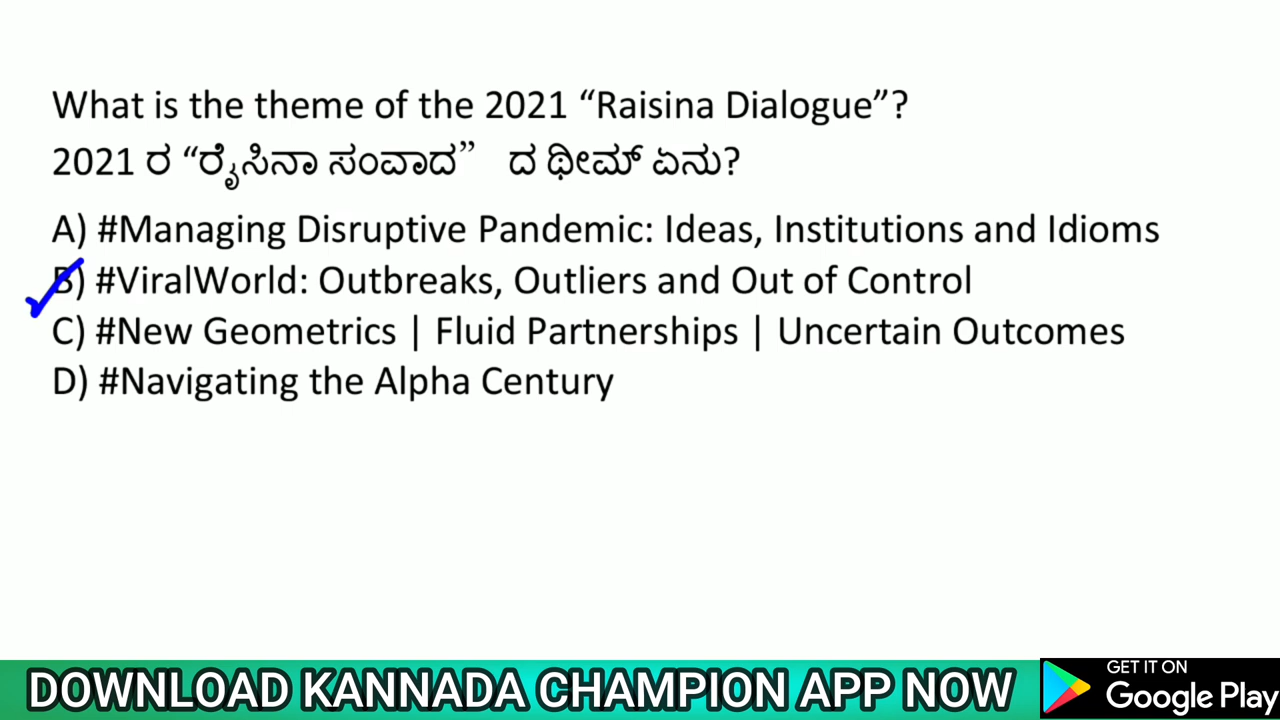 What is the theme of the 2021 “Raisina Dialogue”?
2021 ರ “ರೈಸಿನಾ ಸಂವಾದ” ದ ಥೀಮ್ ಏನು?
A) #Managing Disruptive Pandemic: Ideas, Institutions and Idioms
B) #ViralWorld: Outbreaks, Outliers and Out of Control
C) #New Geometrics | Fluid Partnerships | Uncertain Outcomes
D) #Navigating the Alpha Century
DOWNLOAD KANNADA CHAMPION APP NOW
GET IT ON
Google Play